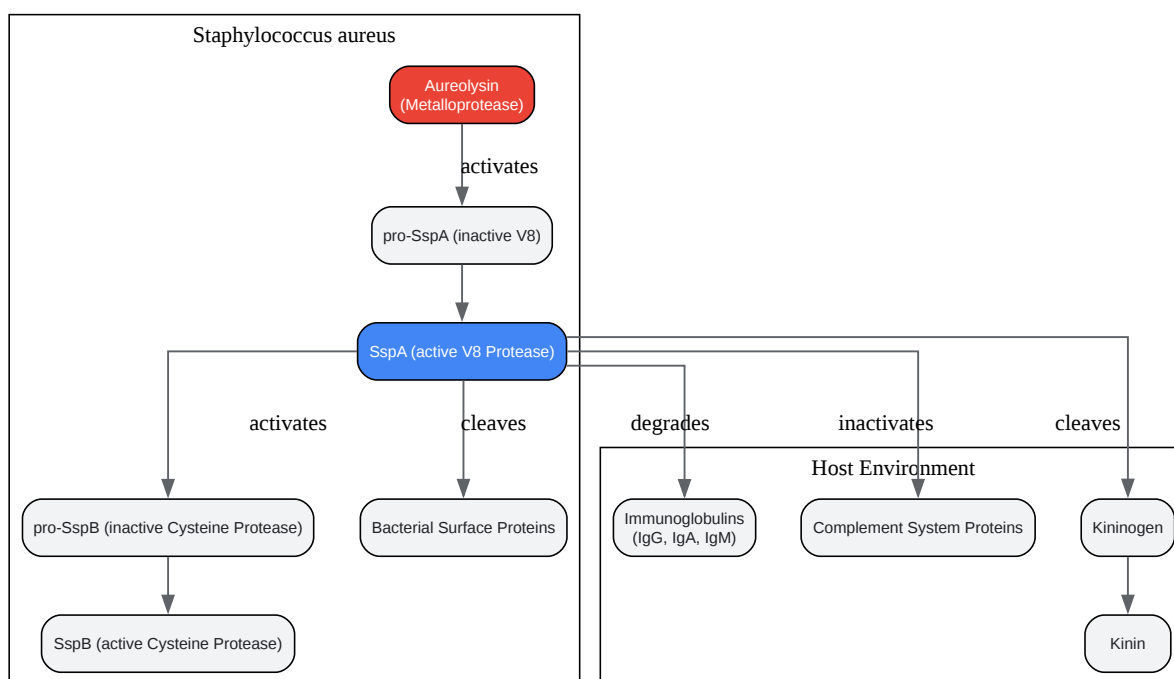 Staphylococcus aureus
Aureolysin
(Metalloprotease)
activates
pro-SspA (inactive V8)
SspA (active V8 Protease)
activates
cleaves
degrades
inactivates
cleaves
Host Environment
pro-SspB (inactive Cysteine Protease)
Bacterial Surface Proteins
Immunoglobulins
(IgG, IgA, IgM)
Complement System Proteins
Kininogen
SspB (active Cysteine Protease)
Kinin